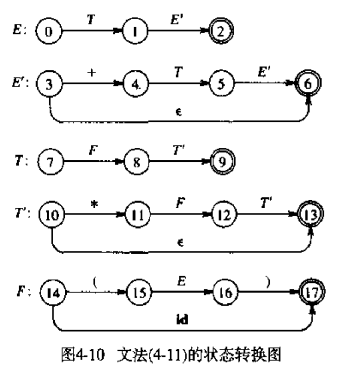 T E'
E: 0 1 2
+ T E'
E': 3 4 5 6
ϵ
F T'
T: 7 8 9
* F T'
T': 10 11 12 13
ϵ
( E )
F: 14 15 16 17
id
图4-10 文法(4-11)的状态转换图